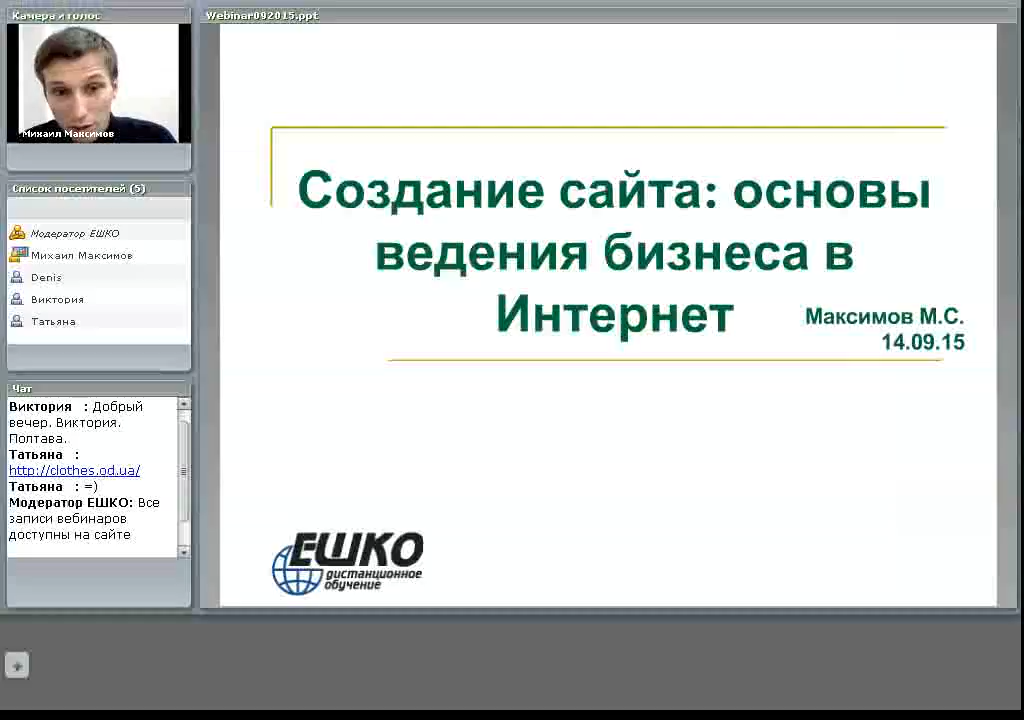 Камера и голос
Михаил Максимов
Список посетителей (5)
Модератор ЕШКО
Михаил Максимов
Denis
Виктория
Татьяна
Чат
Виктория : Добрый
вечер. Виктория.
Полтава.
Татьяна :
http://clothes.od.ua/
Татьяна : =)
Модератор ЕШКО: Все
записи вебинаров
доступны на сайте
Webinar092015.ppt
Создание сайта: основы
ведения бизнеса в
Интернет
Максимов М.С.
14.09.15
ЕШКО
дистанционное
обучение